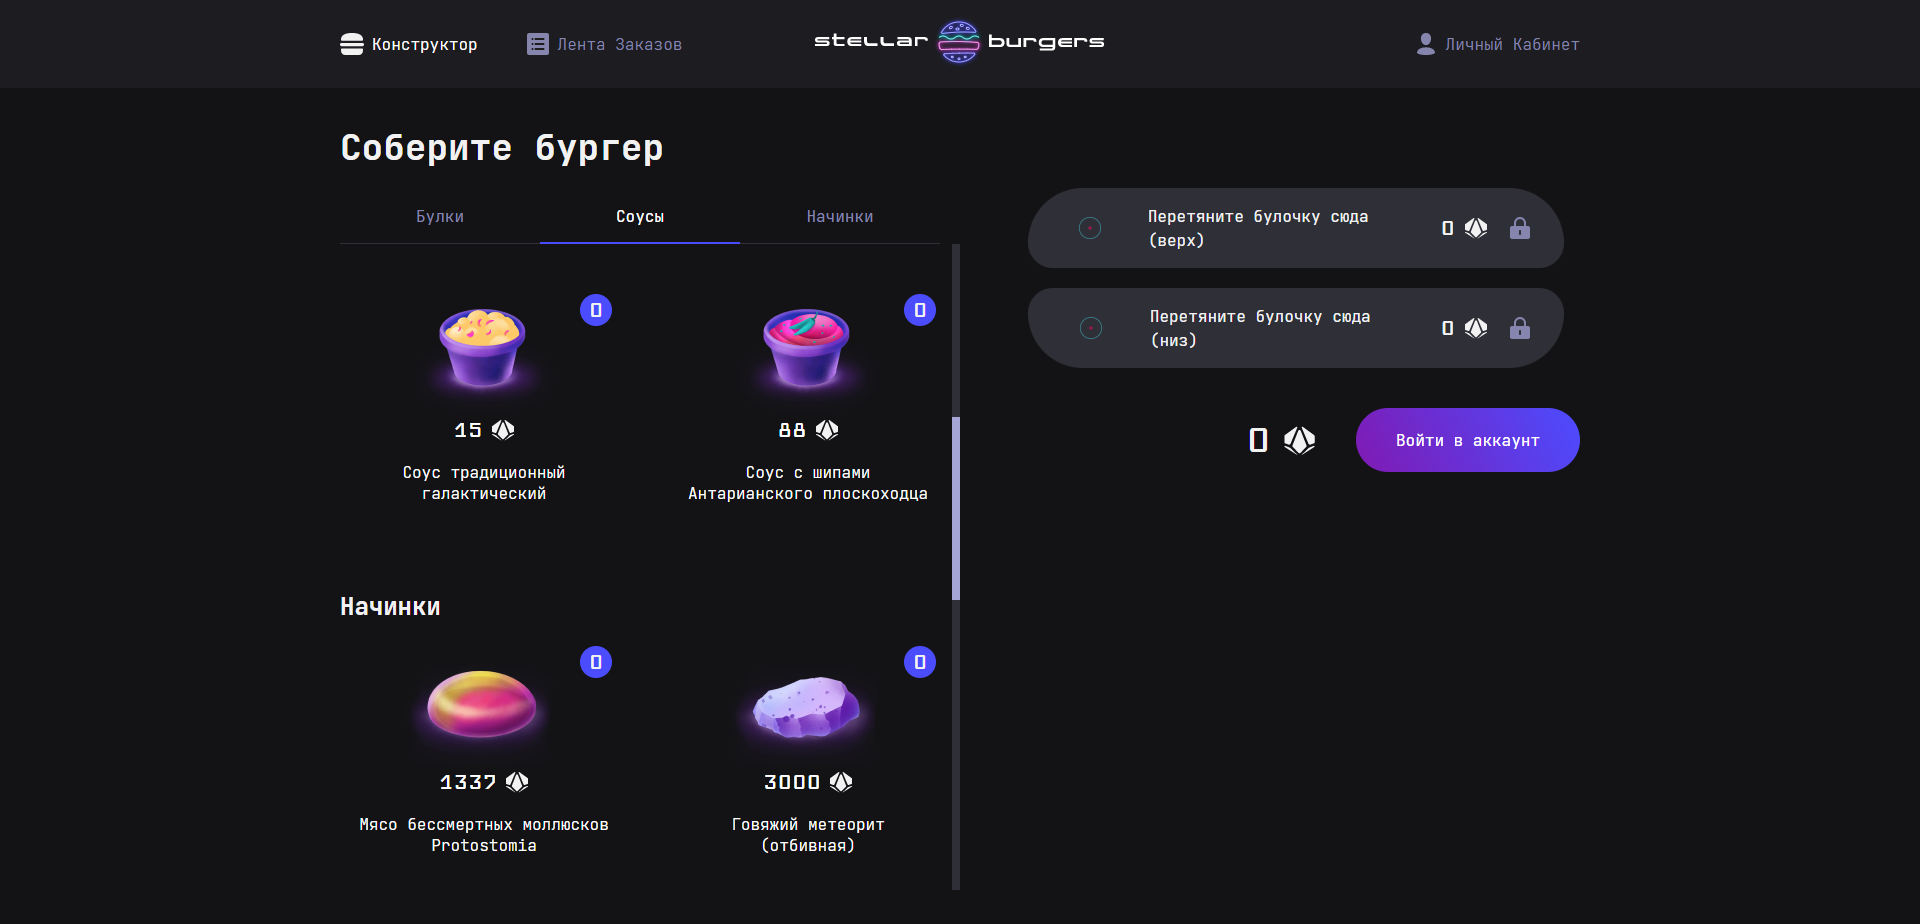 Конструктор
Лента Заказов
stellar burgers
Личный Кабинет
Соберите бургер
Булки
Соусы
Начинки
0
0
15
88
Соус традиционный
галактический
Соус с шипами
Антарианского плоскоходца
Начинки
0
0
1337
3000
Мясо бессмертных моллюсков
Protostomia
Говяжий метеорит
(отбивная)
Перетяните булочку сюда
(верх)
0
Перетяните булочку сюда
(низ)
0
0
Войти в аккаунт